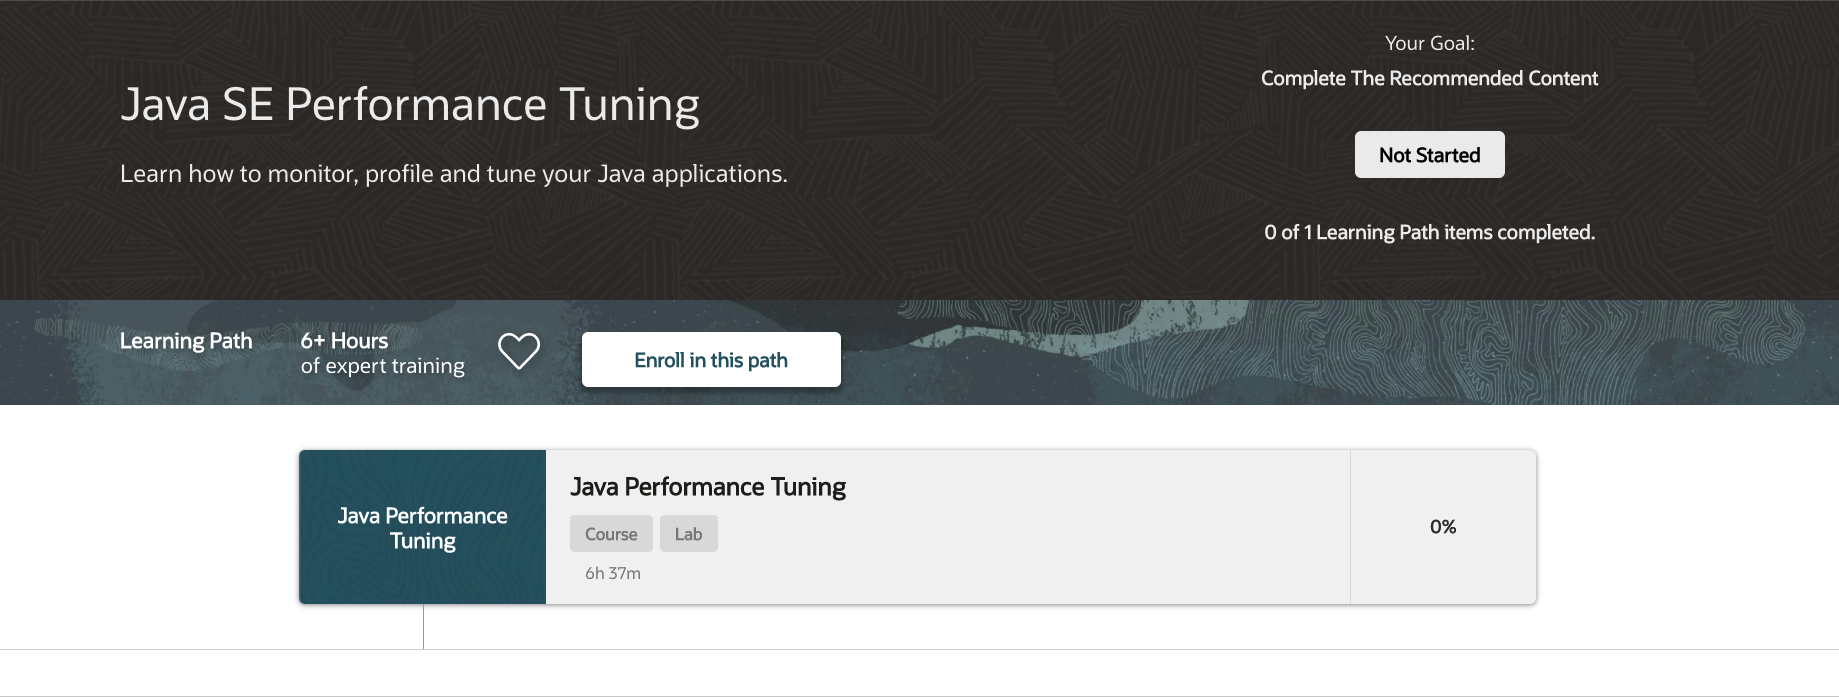 Java SE Performance Tuning
Learn how to monitor, profile and tune your Java applications.
Your Goal:
Complete The Recommended Content
Not Started
0 of 1 Learning Path items completed.
Learning Path
6+ Hours
of expert training
Enroll in this path
Java Performance
Tuning
Java Performance Tuning
Course
Lab
6h 37m
0%